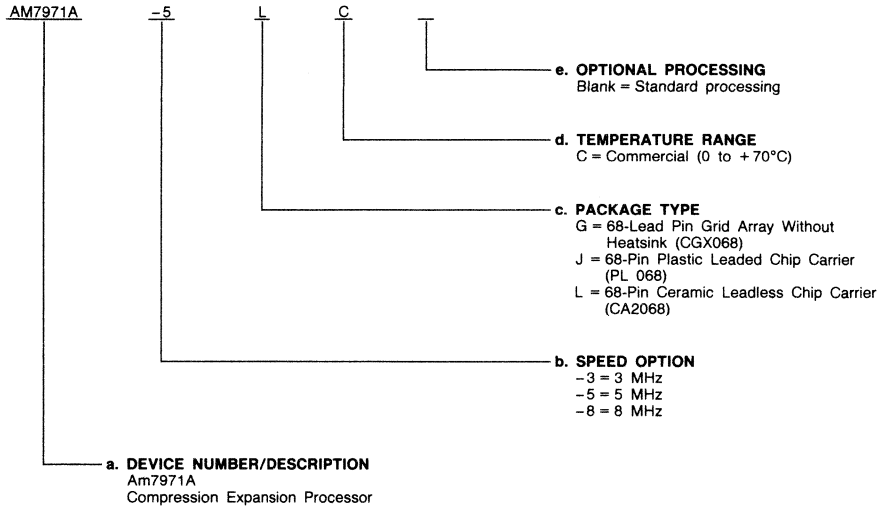 AM7971A -5 L C
e. OPTIONAL PROCESSING
Blank = Standard processing
d. TEMPERATURE RANGE
C = Commercial (0 to +70°C)
c. PACKAGE TYPE
G = 68-Lead Pin Grid Array Without
Heatsink (CGX068)
J = 68-Pin Plastic Leaded Chip Carrier
(PL 068)
L = 68-Pin Ceramic Leadless Chip Carrier
(CA2068)
b. SPEED OPTION
-3 = 3 MHz
-5 = 5 MHz
-8 = 8 MHz
a. DEVICE NUMBER/DESCRIPTION
Am7971A
Compression Expansion Processor